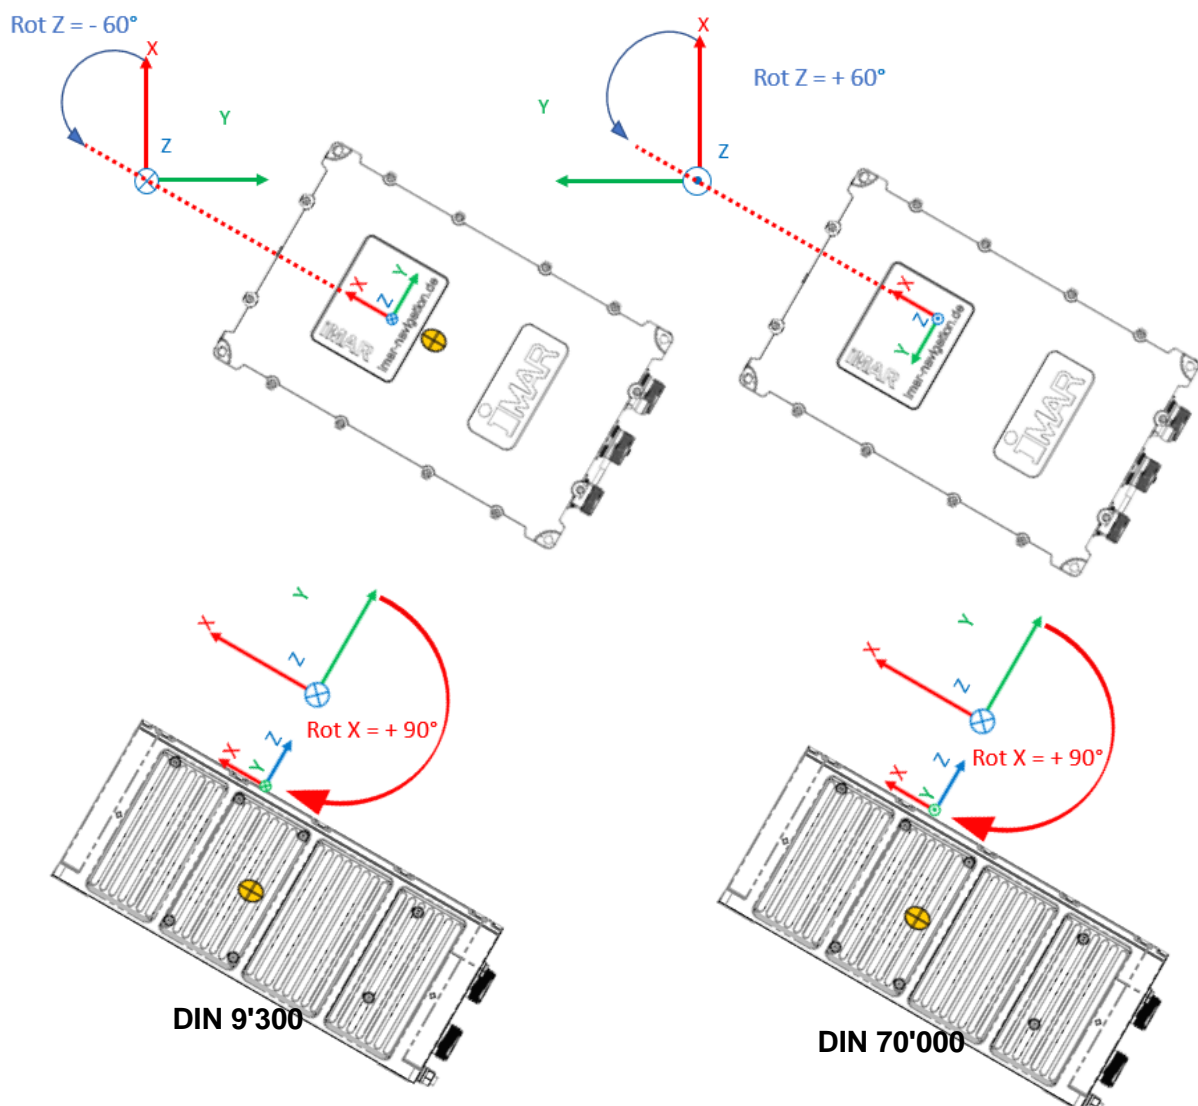 Rot Z = - 60°
X
Y
Z
X
Y
Z
iMAR
imar-navigation.de
iMAR
X
Rot Z = + 60°
Y
Z
X
Z
Y
iMAR
imar-navigation.de
iMAR
Y
X
Z
Rot X = + 90°
Z
X
Y
DIN 9'300
Y
X
Z
Rot X = + 90°
Z
X
Y
DIN 70'000